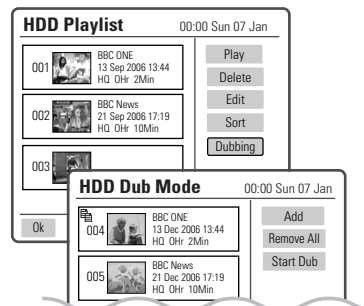 HDD Playlist 00:00 Sun 07 Jan
001
BBC ONE
13 Sep 2006 13:44
HQ 0Hr 2Min
002
BBC News
21 Sep 2006 17:19
HQ 0Hr 10Min
003
Play
Delete
Edit
Sort
Dubbing
Ok
HDD Dub Mode 00:00 Sun 07 Jan
004
BBC ONE
13 Dec 2006 13:44
HQ 0Hr 2Min
005
BBC News
21 Dec 2006 17:19
HQ 0Hr 10Min
Add
Remove All
Start Dub